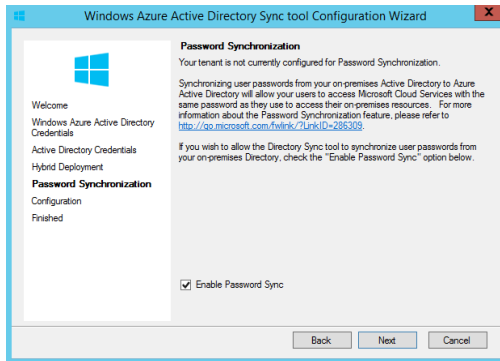 Windows Azure Active Directory Sync tool Configuration Wizard
X
Welcome
Windows Azure Active Directory
Credentials
Active Directory Credentials
Hybrid Deployment
Password Synchronization
Configuration
Finished
Password Synchronization
Your tenant is not currently configured for Password Synchronization.
Synchronizing user passwords from your on-premises Active Directory to Azure
Active Directory will allow your users to access Microsoft Cloud Services with the
same password as they use to access their on-premises resources. For more
information about the Password Synchronization feature, please refer to
http://go.microsoft.com/fwlink/?LinkID=286309.
If you wish to allow the Directory Sync tool to synchronize user passwords from
your on-premises Directory, check the "Enable Password Sync" option below.
Enable Password Sync
Back
Next
Cancel